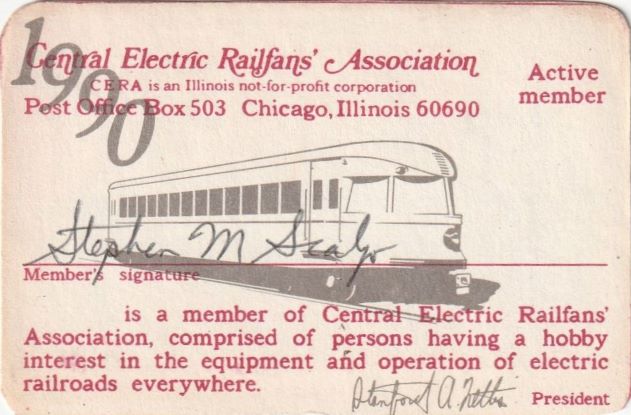 1990
Central Electric Railfans' Association
CERA is an Illinois not-for-profit corporation
Post Office Box 503 Chicago, Illinois 60690
Active
member
Stephen M Scalzo
Member's signature
is a member of Central Electric Railfans'
Association, comprised of persons having a hobby
interest in the equipment and operation of electric
railroads everywhere.
President